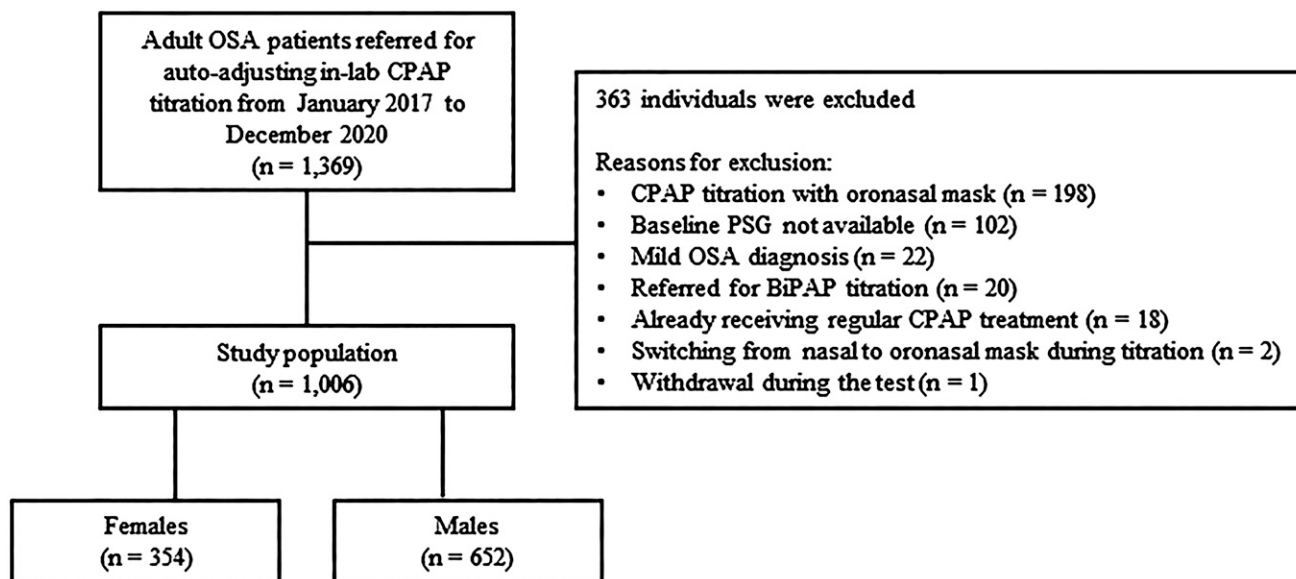 Adult OSA patients referred for
auto-adjusting in-lab CPAP
titration from January 2017 to
December 2020
(n = 1,369)
363 individuals were excluded
Reasons for exclusion:
• CPAP titration with oronasal mask (n = 198)
• Baseline PSG not available (n = 102)
• Mild OSA diagnosis (n = 22)
• Referred for BiPAP titration (n = 20)
• Already receiving regular CPAP treatment (n = 18)
• Switching from nasal to oronasal mask during titration (n = 2)
• Withdrawal during the test (n = 1)
Study population
(n = 1,006)
Females
(n = 354)
Males
(n = 652)